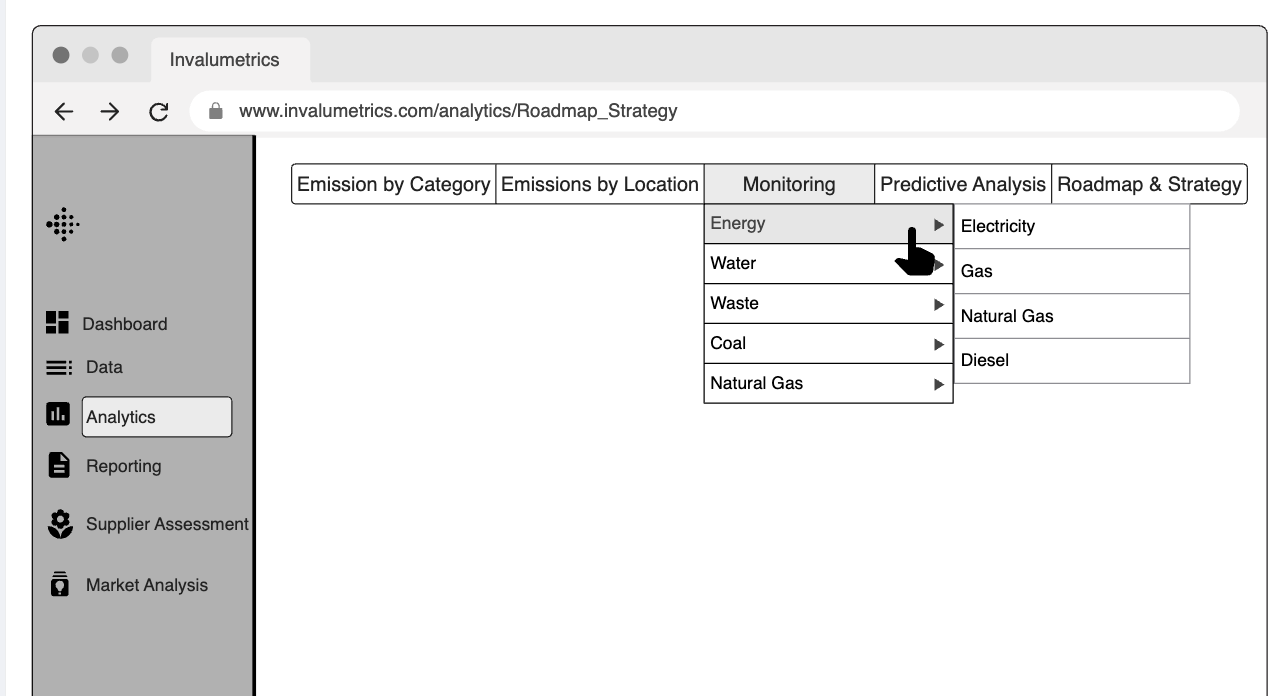 Invalumetrics
www.invalumetrics.com/analytics/Roadmap_Strategy
Emission by Category Emissions by Location Monitoring Predictive Analysis Roadmap & Strategy
Energy
Water
Waste
Coal
Natural Gas
Electricity
Gas
Natural Gas
Diesel
Dashboard
Data
Analytics
Reporting
Supplier Assessment
Market Analysis